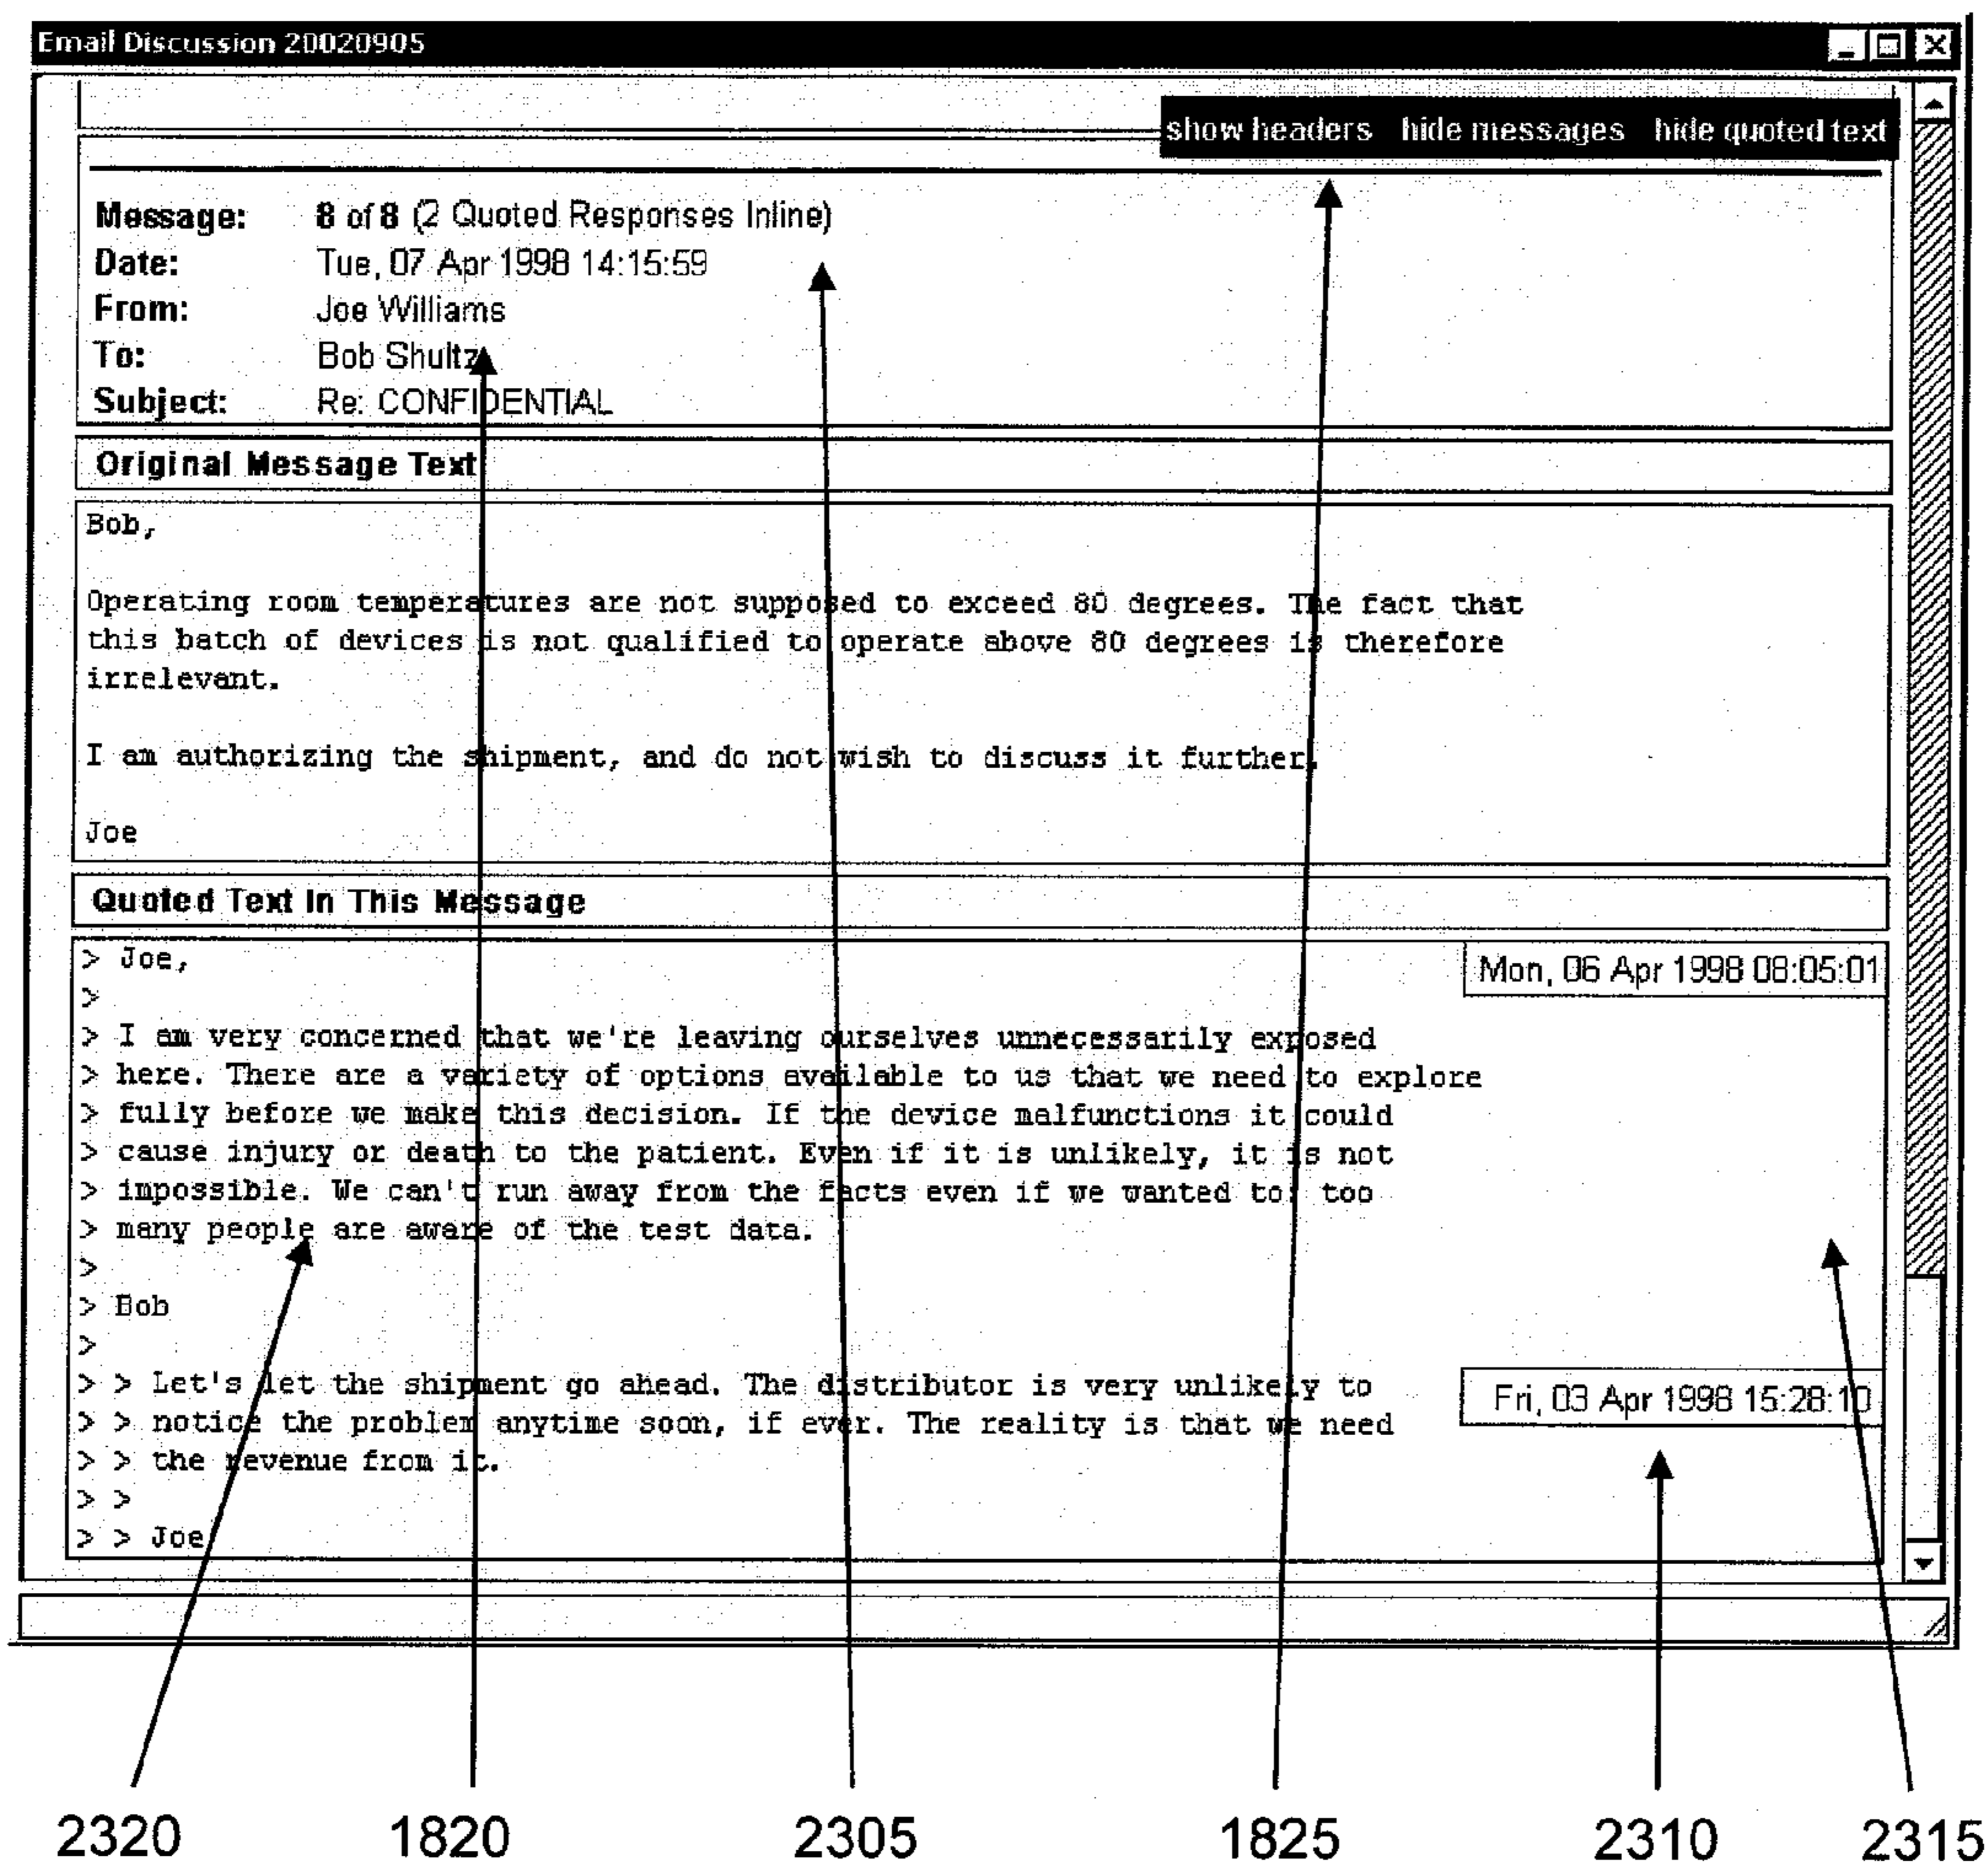 Email Discussion 20020905
show headers hide messages hide quoted text
Message: 8 of 8 (2 Quoted Responses Inline)
Date: Tue, 07 Apr 1998 14:15:59
From: Joe Williams
To: Bob Shultz
Subject: Re: CONFIDENTIAL
Original Message Text
Bob,
Operating room temperatures are not supposed to exceed 80 degrees. The fact that
this batch of devices is not qualified to operate above 80 degrees is therefore
irrelevant.
I am authorizing the shipment, and do not wish to discuss it further.
Joe
Quoted Text In This Message
> Joe,
Mon, 06 Apr 1998 08:05:01
>
> I am very concerned that we're leaving ourselves unnecessarily exposed
> here. There are a variety of options available to us that we need to explore
> fully before we make this decision. If the device malfunctions it could
> cause injury or death to the patient. Even if it is unlikely, it is not
> impossible. We can't run away from the facts even if we wanted to; too
> many people are aware of the test data.
>
> Bob
>
> > Let's let the shipment go ahead. The distributor is very unlikely to
Fri, 03 Apr 1998 15:28:10
> > notice the problem anytime soon, if ever. The reality is that we need
> > the revenue from it.
> >
> > Joe
2320 1820 2305 1825 2310 2315